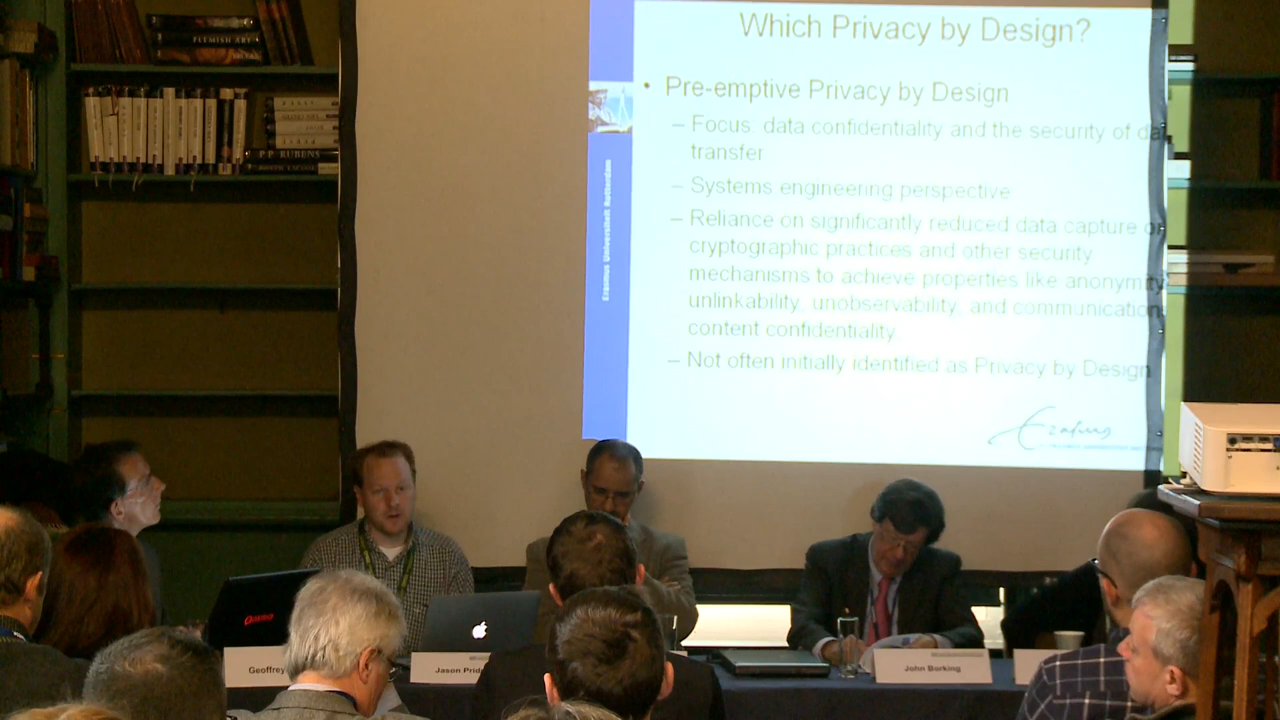 Which Privacy by Design?
• Pre-emptive Privacy by Design
– Focus: data confidentiality and the security of
transfer
– Systems engineering perspective
– Reliance on significantly reduced data capture
cryptographic practices and other security
mechanisms to achieve properties like anonymity
unlinkability, unobservability, and communication
content confidentiality
– Not often initially identified as Privacy by Design
Erasmus Universiteit Rotterdam
Erasmus
FLEMISH ART
P.P. RUBENS
Geoffrey
Jason
John Borking